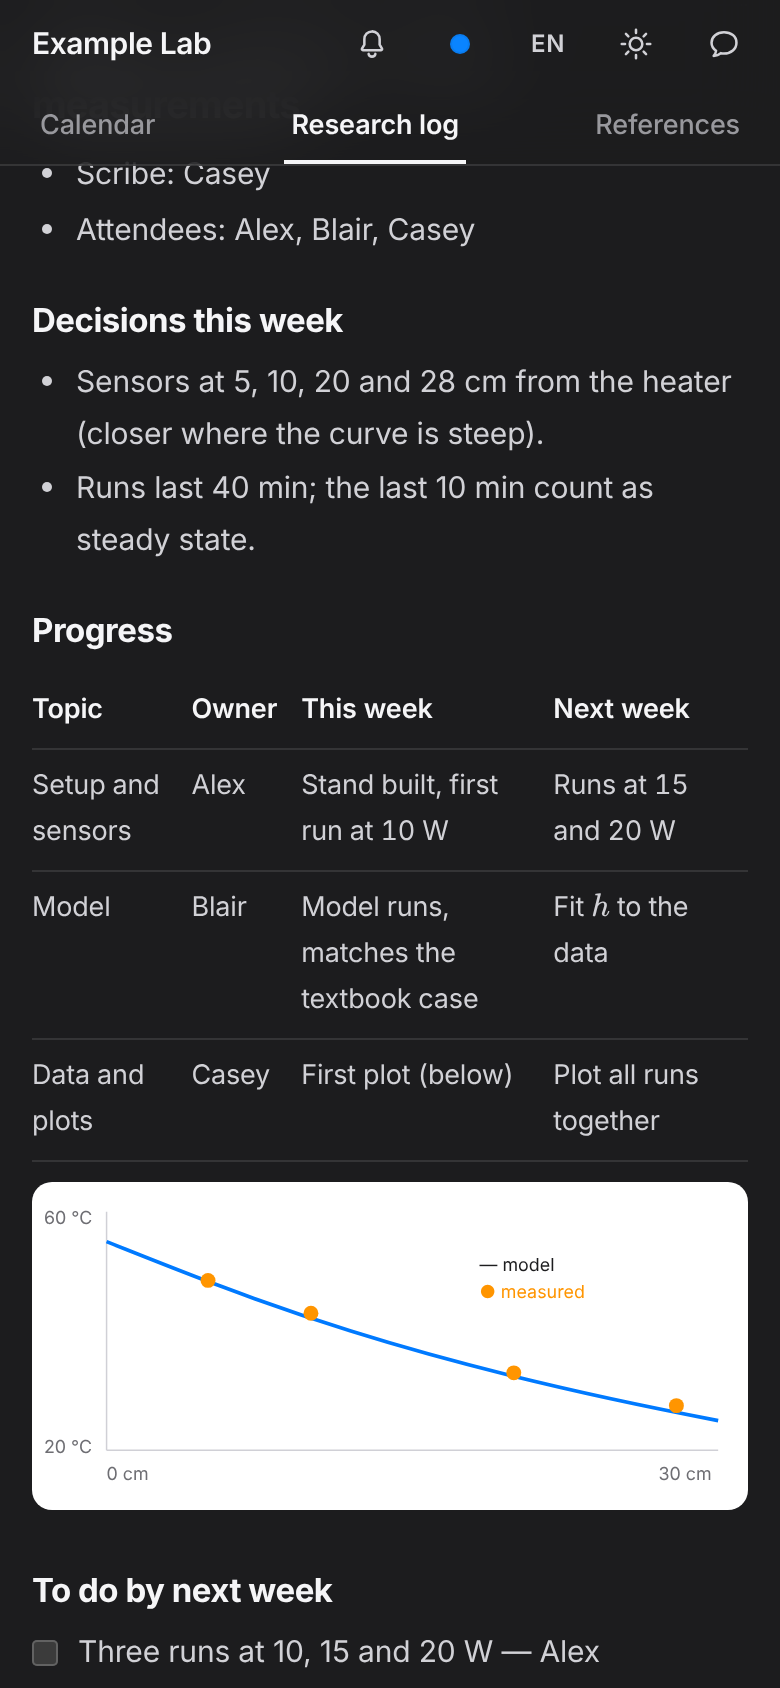 Example Lab
EN
measurements
Calendar
Research log
References
Scribe: Casey
Attendees: Alex, Blair, Casey
Decisions this week
Sensors at 5, 10, 20 and 28 cm from the heater
(closer where the curve is steep).
Runs last 40 min; the last 10 min count as
steady state.
Progress
Topic Owner This week Next week
Setup and Alex Stand built, first Runs at 15
sensors run at 10 W and 20 W
Model Blair Model runs, Fit h to the
matches the data
textbook case
Data and Casey First plot (below) Plot all runs
plots together
60 °C
— model
measured
20 °C
0 cm 30 cm
To do by next week
Three runs at 10, 15 and 20 W — Alex